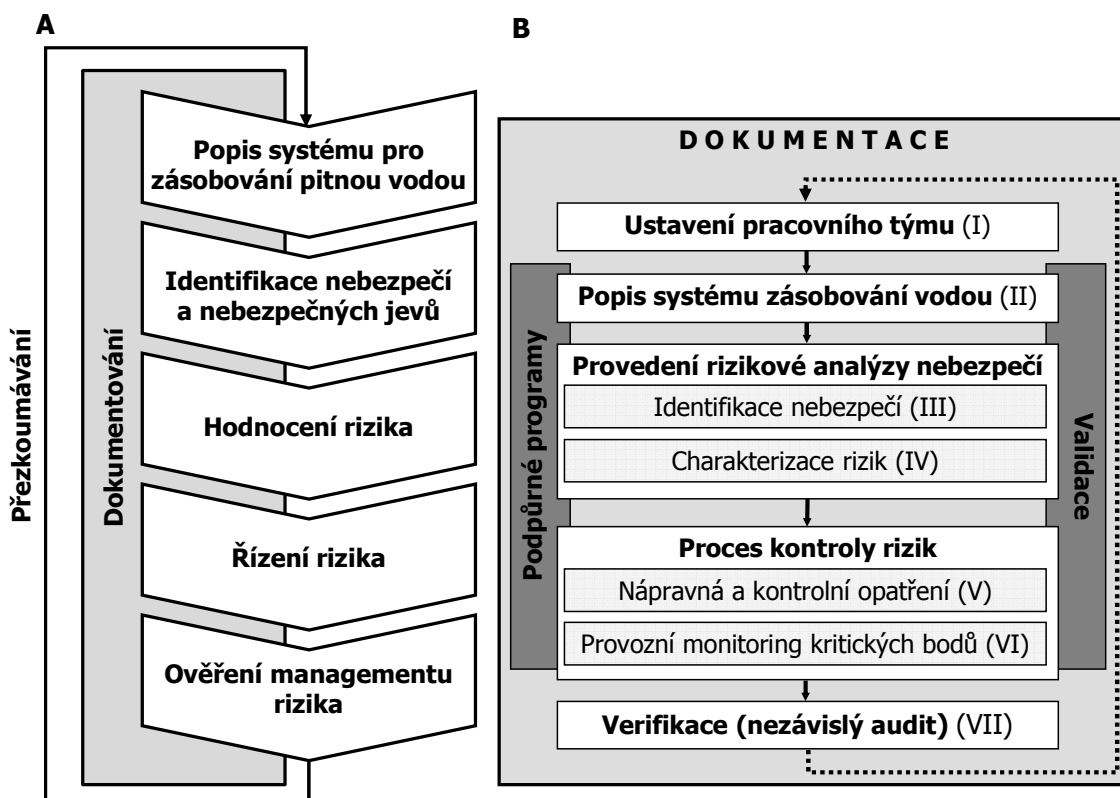 A
Přezkoumávání
Dokumentování
Popis systému pro
zásobování pitnou vodou
Identifikace nebezpečí
a nebezpečných jevů
Hodnocení rizika
Řízení rizika
Ověření managementu
rizika
B
DOKUMENTACE
Ustavení pracovního týmu (I)
Podpůrné programy
Validace
Popis systému zásobování vodou (II)
Provedení rizikové analýzy nebezpečí
Identifikace nebezpečí (III)
Charakterizace rizik (IV)
Proces kontroly rizik
Nápravná a kontrolní opatření (V)
Provozní monitoring kritických bodů (VI)
Verifikace (nezávislý audit) (VII)